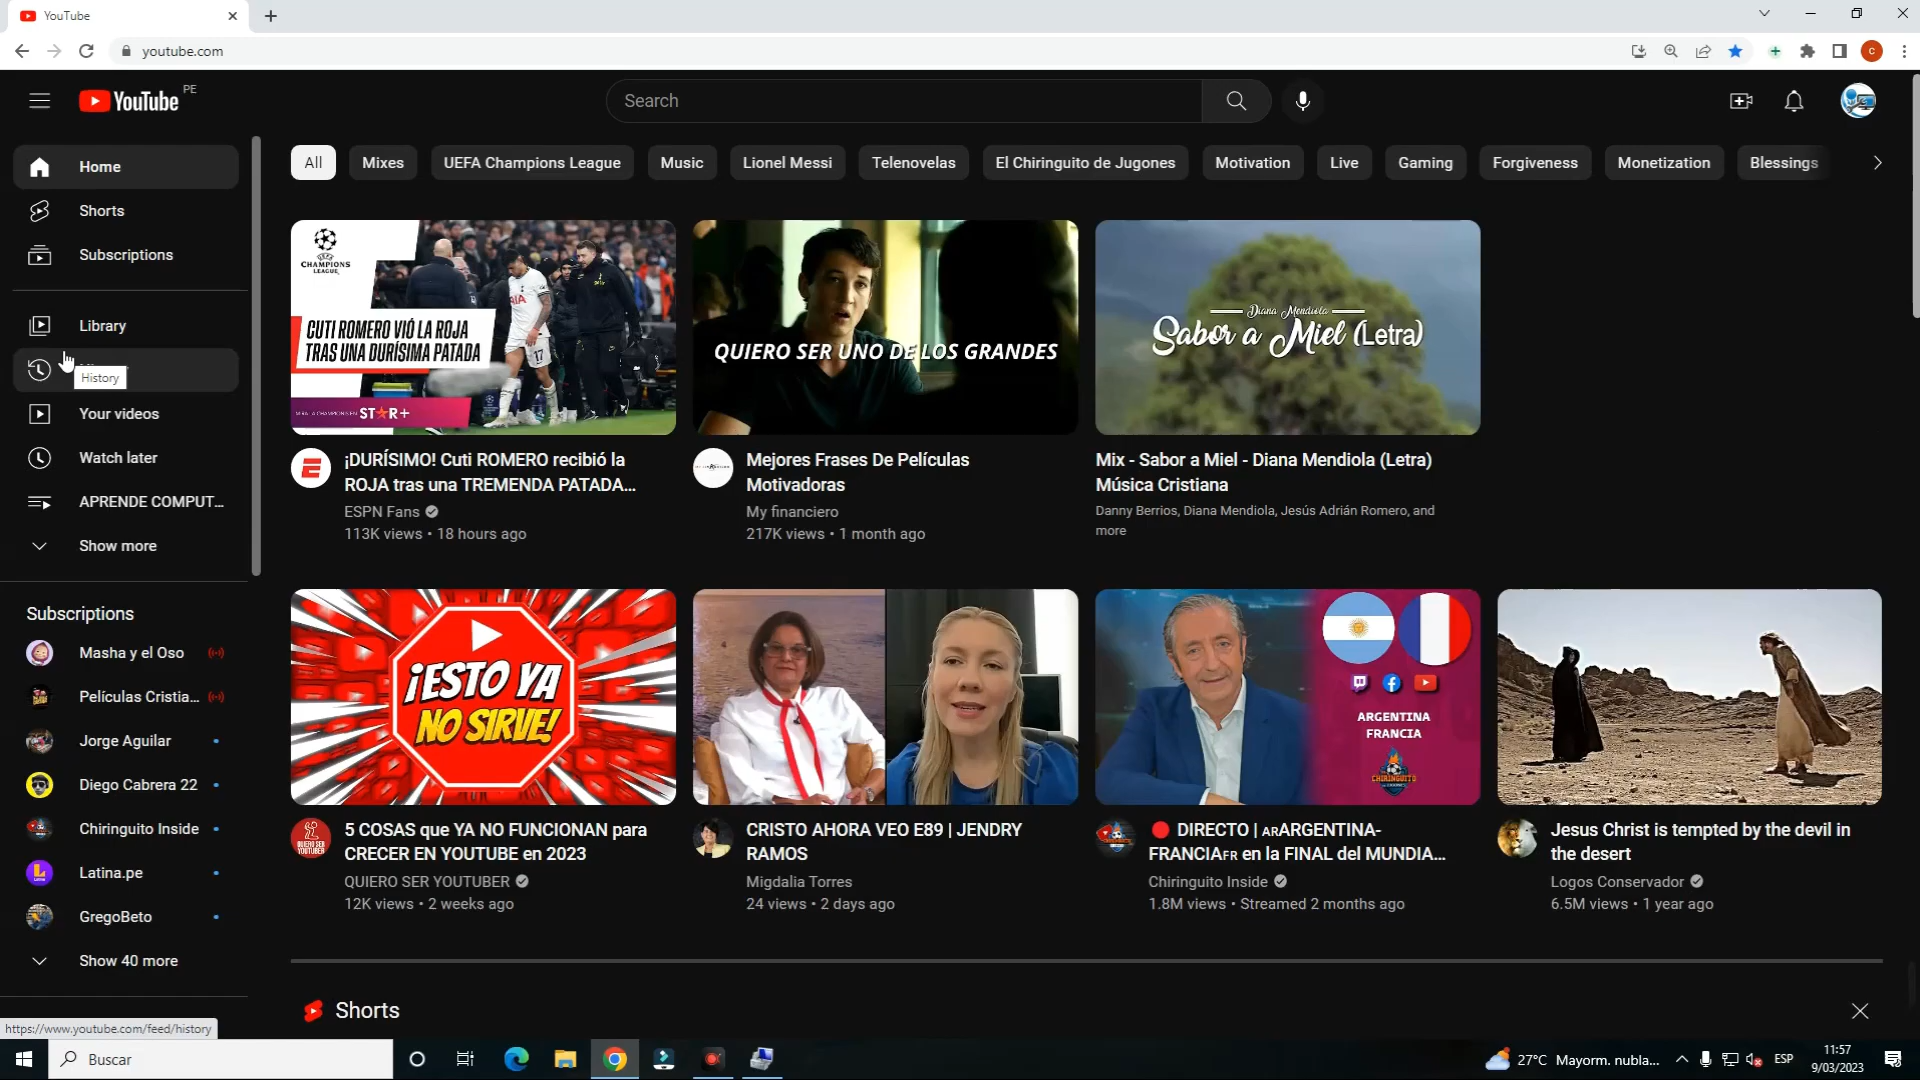 YouTube
youtube.com
YouTube PE
Search
Home
Shorts
Subscriptions
Library
History
Your videos
Watch later
APRENDE COMPUT...
Show more
Subscriptions
Masha y el Oso
Películas Cristia...
Jorge Aguilar
Diego Cabrera 22
Chiringuito Inside
Latina.pe
GregoBeto
Show 40 more
All
Mixes
UEFA Champions League
Music
Lionel Messi
Telenovelas
El Chiringuito de Jugones
Motivation
Live
Gaming
Forgiveness
Monetization
Blessings
CHAMPIONS
LEAGUE
AIA
17
CUTI ROMERO VIÓ LA ROJA
TRAS UNA DURÍSIMA PATADA
STAR+
¡DURÍSIMO! Cuti ROMERO recibió la
ROJA tras una TREMENDA PATADA...
ESPN Fans
113K views • 18 hours ago
QUIERO SER UNO DE LOS GRANDES
Mejores Frases De Películas
Motivadoras
My financiero
217K views • 1 month ago
Diana Mendiola
Sabor a Miel (Letra)
Mix - Sabor a Miel - Diana Mendiola (Letra)
Música Cristiana
Danny Berrios, Diana Mendiola, Jesús Adrián Romero, and
more
¡ESTO YA
NO SIRVE!
5 COSAS que YA NO FUNCIONAN para
CRECER EN YOUTUBE en 2023
QUIERO SER YOUTUBER
12K views • 2 weeks ago
CRISTO AHORA VEO E89 | JENDRY
RAMOS
Migdalia Torres
24 views • 2 days ago
ARGENTINA
FRANCIA
CHIRINGUITO
DIRECTO | ARARGENTINA-
FRANCIAFR en la FINAL del MUNDIA...
Chiringuito Inside
1.8M views • Streamed 2 months ago
Jesus Christ is tempted by the devil in
the desert
Logos Conservador
6.5M views • 1 year ago
Shorts
https://www.youtube.com/feed/history
Buscar
27°C Mayorm. nubla...
ESP
11:57
9/03/2023